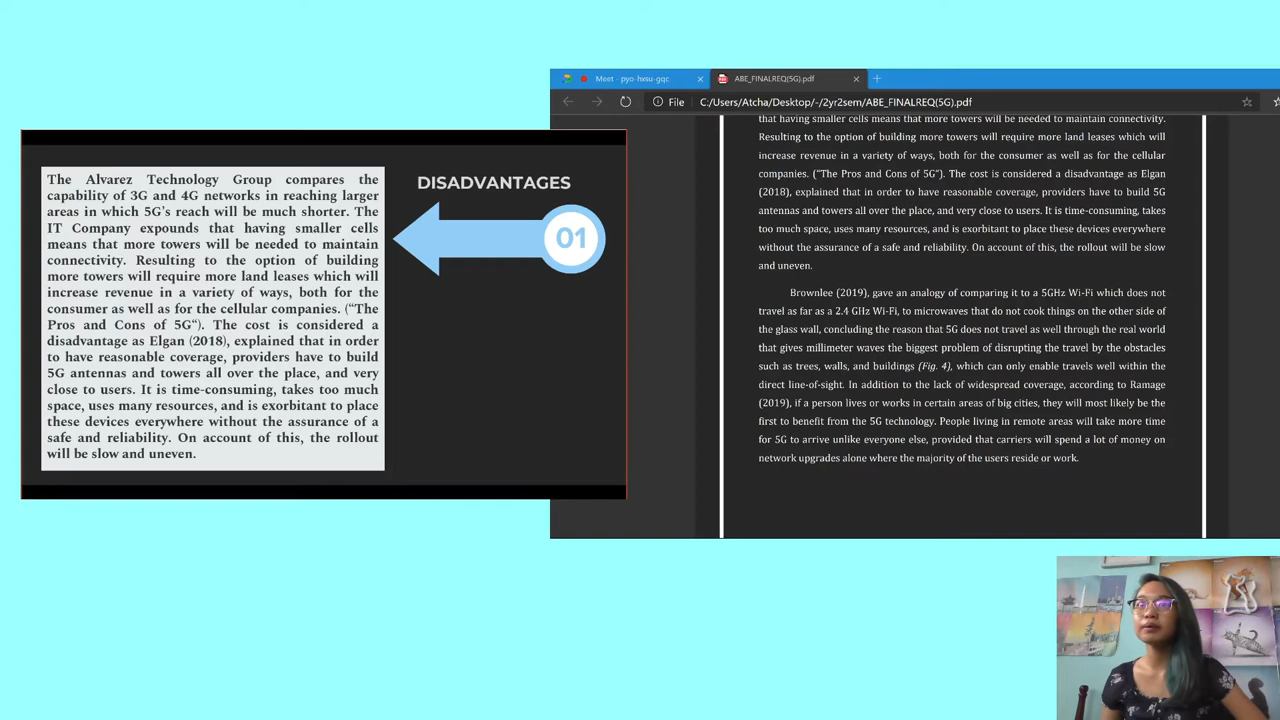 The Alvarez Technology Group compares the
capability of 3G and 4G networks in reaching larger
areas in which 5G's reach will be much shorter. The
IT Company expounds that having smaller cells
means that more towers will be needed to maintain
connectivity. Resulting to the option of building
more towers will require more land leases which will
increase revenue in a variety of ways, both for the
consumer as well as for the cellular companies. ("The
Pros and Cons of 5G"). The cost is considered a
disadvantage as Elgan (2018), explained that in order
to have reasonable coverage, providers have to build
5G antennas and towers all over the place, and very
close to users. It is time-consuming, takes too much
space, uses many resources, and is exorbitant to place
these devices everywhere without the assurance of a
safe and reliability. On account of this, the rollout
will be slow and uneven.
DISADVANTAGES
01
Meet - pyo-hxsu-gqc
ABE_FINALREQ(5G).pdf
File
C:/Users/Atcha/Desktop/-/2yr2sem/ABE_FINALREQ(5G).pdf
that having smaller cells means that more towers will be needed to maintain connectivity.
Resulting to the option of building more towers will require more land leases which will
increase revenue in a variety of ways, both for the consumer as well as for the cellular
companies. ("The Pros and Cons of 5G"). The cost is considered a disadvantage as Elgan
(2018), explained that in order to have reasonable coverage, providers have to build 5G
antennas and towers all over the place, and very close to users. It is time-consuming, takes
too much space, uses many resources, and is exorbitant to place these devices everywhere
without the assurance of a safe and reliability. On account of this, the rollout will be slow
and uneven.
Brownlee (2019), gave an analogy of comparing it to a 5GHz Wi-Fi which does not
travel as far as a 2.4 GHz Wi-Fi, to microwaves that do not cook things on the other side of
the glass wall, concluding the reason that 5G does not travel as well through the real world
that gives millimeter waves the biggest problem of disrupting the travel by the obstacles
such as trees, walls, and buildings (Fig. 4), which can only enable travels well within the
direct line-of-sight. In addition to the lack of widespread coverage, according to Ramage
(2019), if a person lives or works in certain areas of big cities, they will most likely be the
first to benefit from the 5G technology. People living in remote areas will take more time
for 5G to arrive unlike everyone else, provided that carriers will spend a lot of money on
network upgrades alone where the majority of the users reside or work.